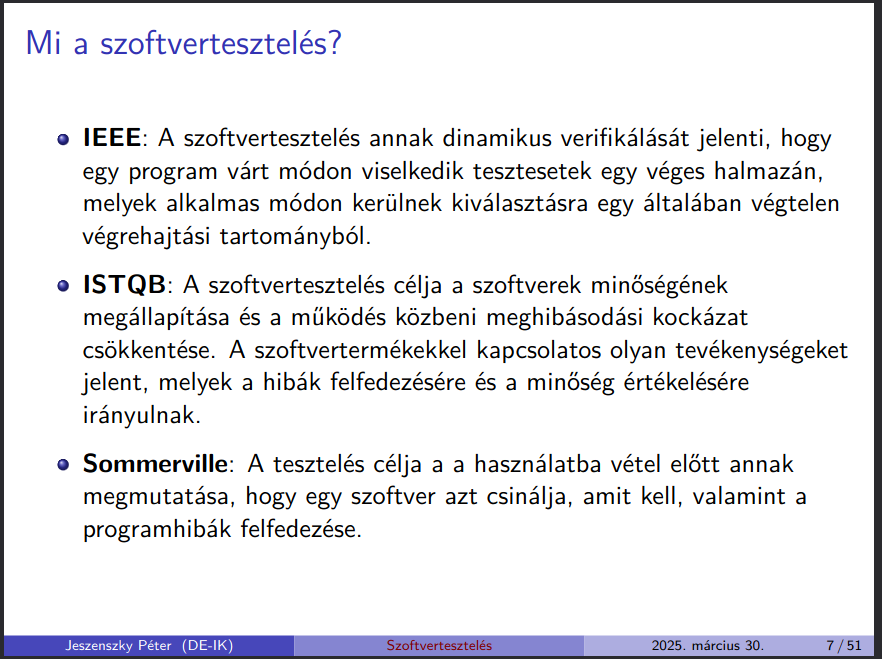 Mi a szoftvertesztelés?
IEEE: A szoftvertesztelés annak dinamikus verifikálását jelenti, hogy
egy program várt módon viselkedik tesztesetek egy véges halmazán,
melyek alkalmas módon kerülnek kiválasztásra egy általában végtelen
végrehajtási tartományból.
ISTQB: A szoftvertesztelés célja a szoftverek minőségének
megállapítása és a működés közbeni meghibásodási kockázat
csökkentése. A szoftvertermékekkel kapcsolatos olyan tevékenységeket
jelent, melyek a hibák felfedezésére és a minőség értékelésére
irányulnak.
Sommerville: A tesztelés célja a a használatba vétel előtt annak
megmutatása, hogy egy szoftver azt csinálja, amit kell, valamint a
programhibák felfedezése.
Jeszenszky Péter (DE-IK) Szoftvertesztelés 2025. március 30. 7 / 51